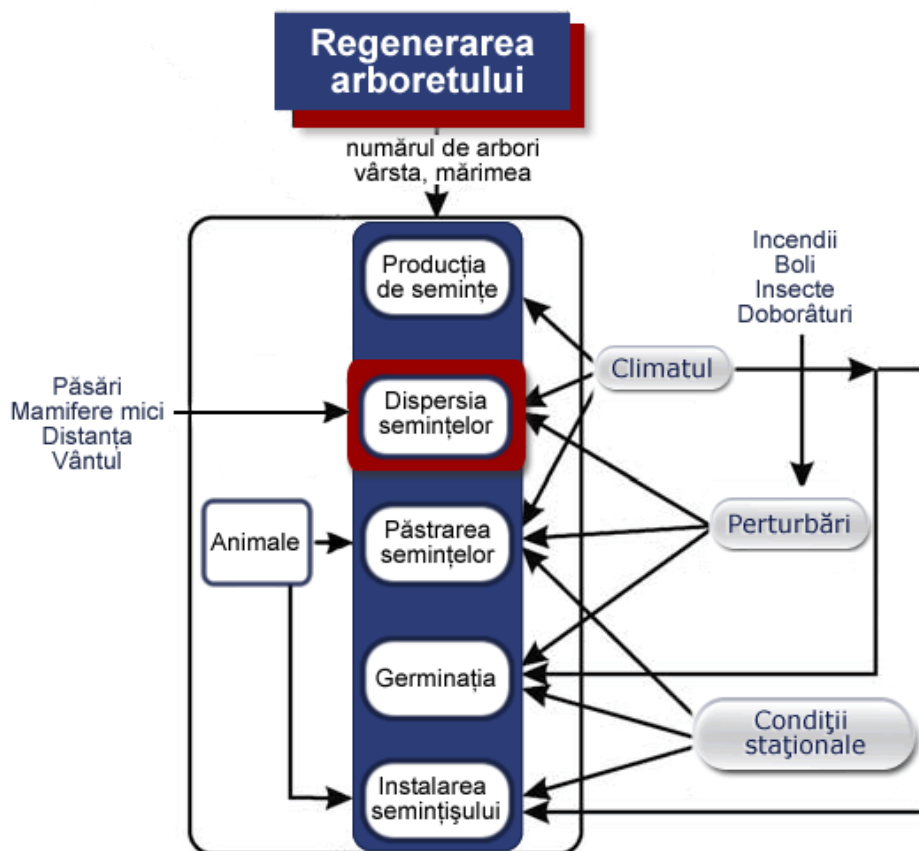 Regenerarea
arboretului
numărul de arbori
vârsta, mărimea
Producția
de semințe
Incendii
Boli
Insecte
Doborâturi
Climatul
Păsări
Mamifere mici
Distanța
Vântul
Dispersia
semințelor
Animale
Păstrarea
semințelor
Perturbări
Germinația
Condiţii
staţionale
Instalarea
semințişului